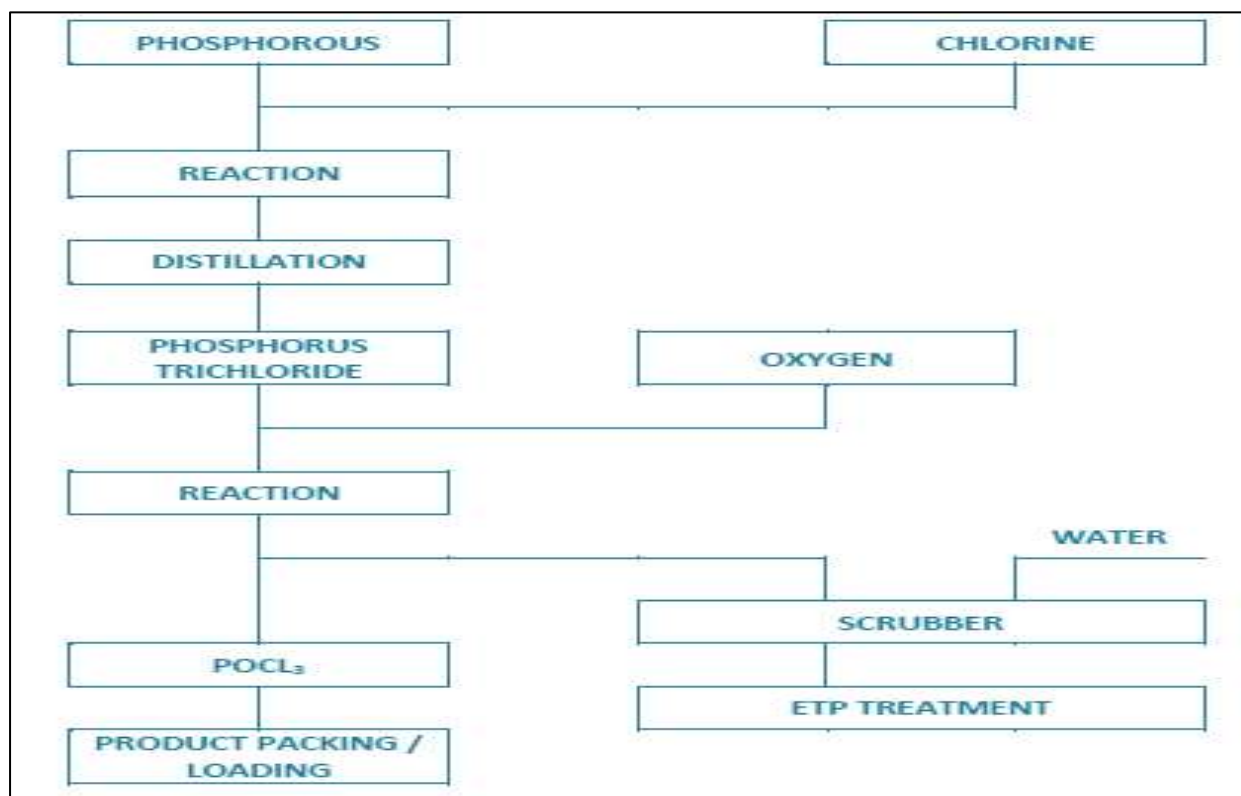 PHOSPHOROUS
CHLORINE
REACTION
DISTILLATION
PHOSPHORUS
TRICHLORIDE
OXYGEN
REACTION
WATER
SCRUBBER
POCL₃
ETP TREATMENT
PRODUCT PACKING /
LOADING